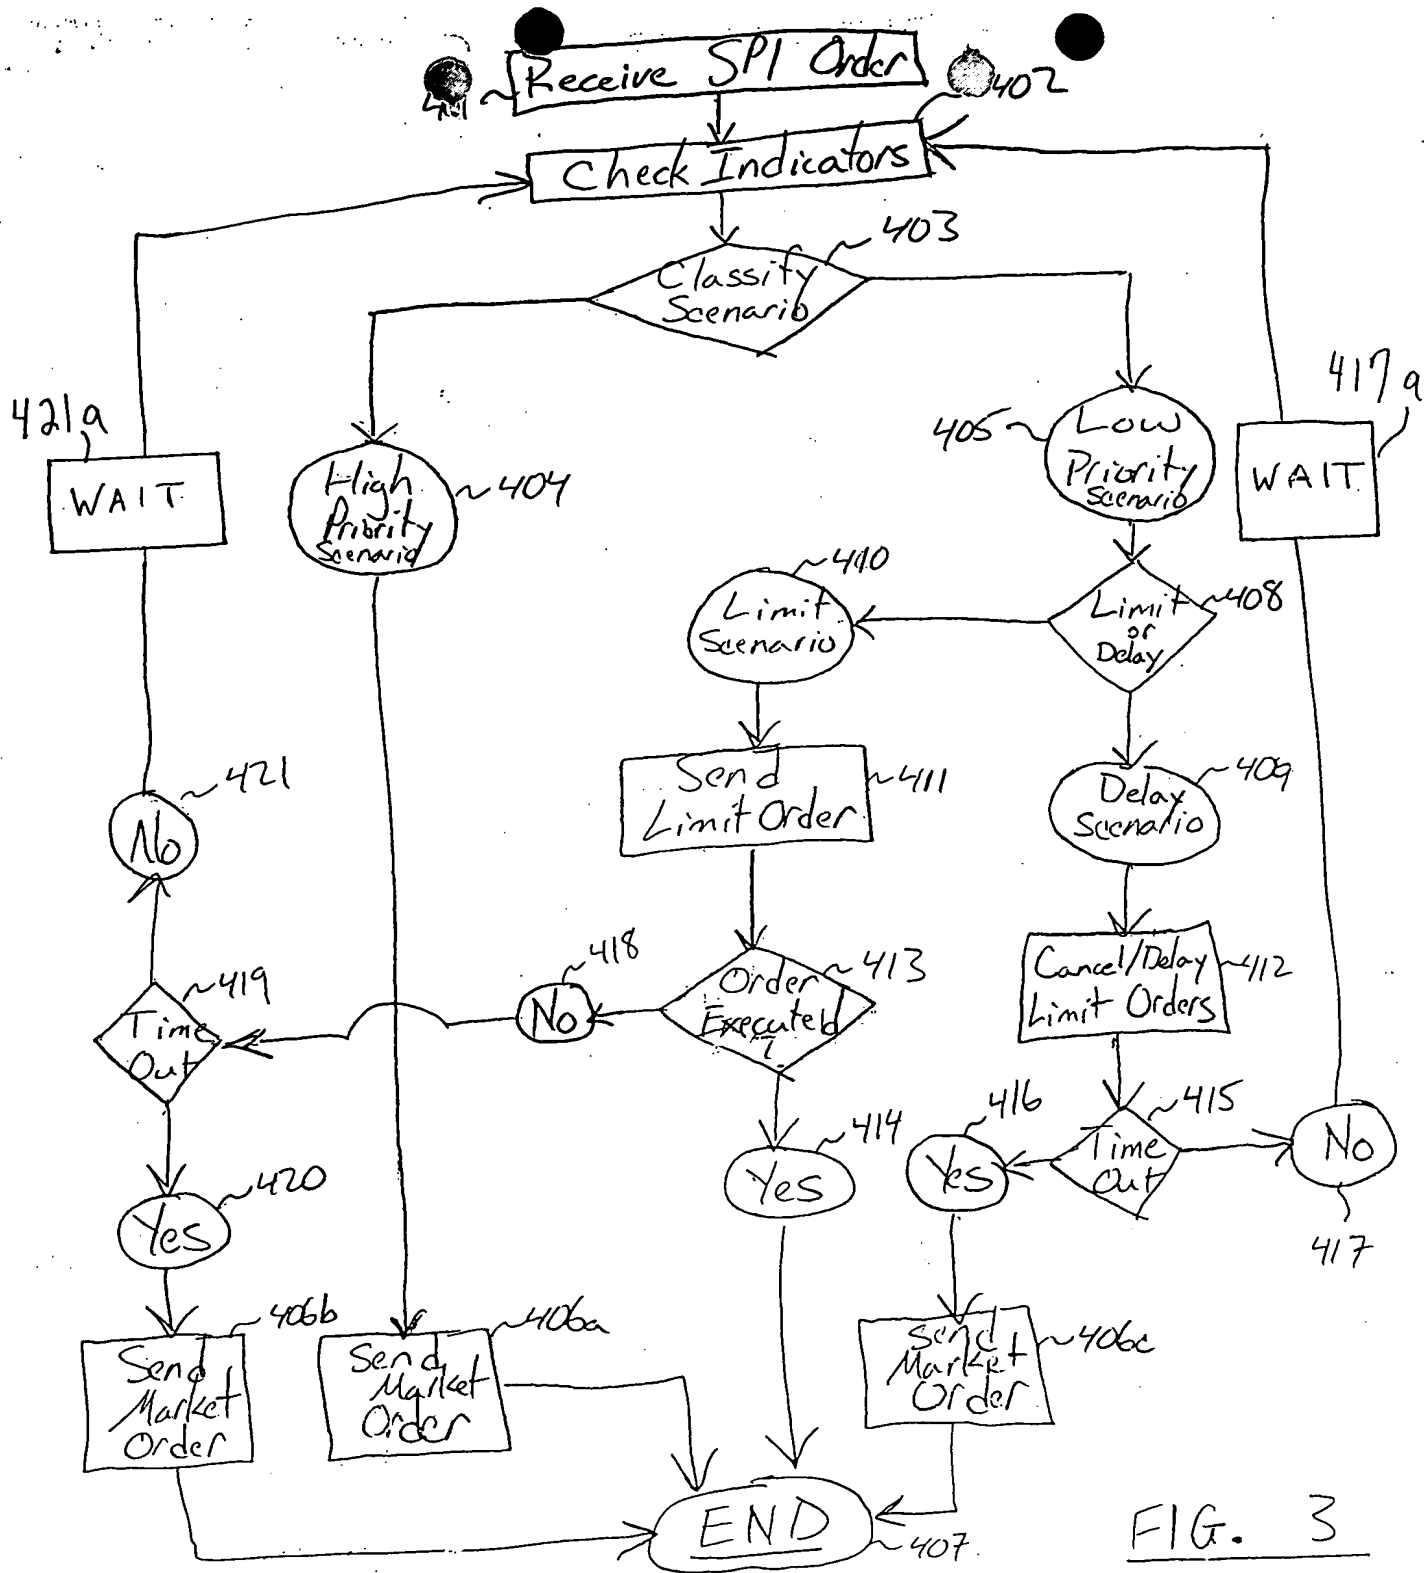 Receive SPI Order
402
Check Indicators
403
Classify
Scenario
421a
WAIT
High
Priority
Scenario
404
405
Low
Priority
Scenario
417a
WAIT
410
Limit
Scenario
Limit
or
Delay
408
421
No
Send
Limit Order
411
Delay
Scenario
409
419
Time
Out
418
No
Order
Executed
?
413
Cancel/Delay
Limit Orders
412
420
Yes
414
Yes
416
Yes
415
Time
Out
No
417
406b
Send
Market
Order
406a
Send
Market
Order
406c
Send
Market
Order
END
407
FIG. 3